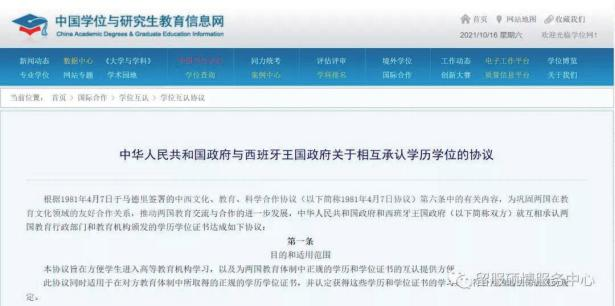 中国学位与研究生教育信息网
China Academic Degrees & Graduate Education Information
首页 网站地图 收藏我们
2021/10/16 星期六 欢迎光临学位网!
新闻动态 数据中心 《大学与学科》 同力统考 评估评审 境外学位 工作动态 电子工作平台 学位博览
专业学位 网站专题 学术园地 学位查询 案例中心 学科排名 国际合作 创新大赛 质量信息平台 关于我们
当前位置: 首页 > 国际合作 > 学位互认 > 学位互认协议
中华人民共和国政府与西班牙王国政府关于相互承认学历学位的协议
根据1981年4月7日于马德里签署的中西文化、教育、科学合作协议(以下简称1981年4月7日协议)第六条中的有关内容,为巩固两国在教
育文化领域的友好合作关系,推动两国教育交流与合作的进一步发展,中华人民共和国政府和西班牙王国政府(以下简称双方)就互相承认两
国教育行政部门和教育机构颁发的学历学位证书达成如下协议:
第一条
目的和适用范围
本协议旨在方便学生进入高等教育机构学习,以及为两国教育体制中正规的学历和学位证书的互认提供方便
此协议同时适用于在对方教育体制中所取得的正规的学历学位证书,并认定获得这些学历和学位证书的学习
定。
留服硕博服务中心